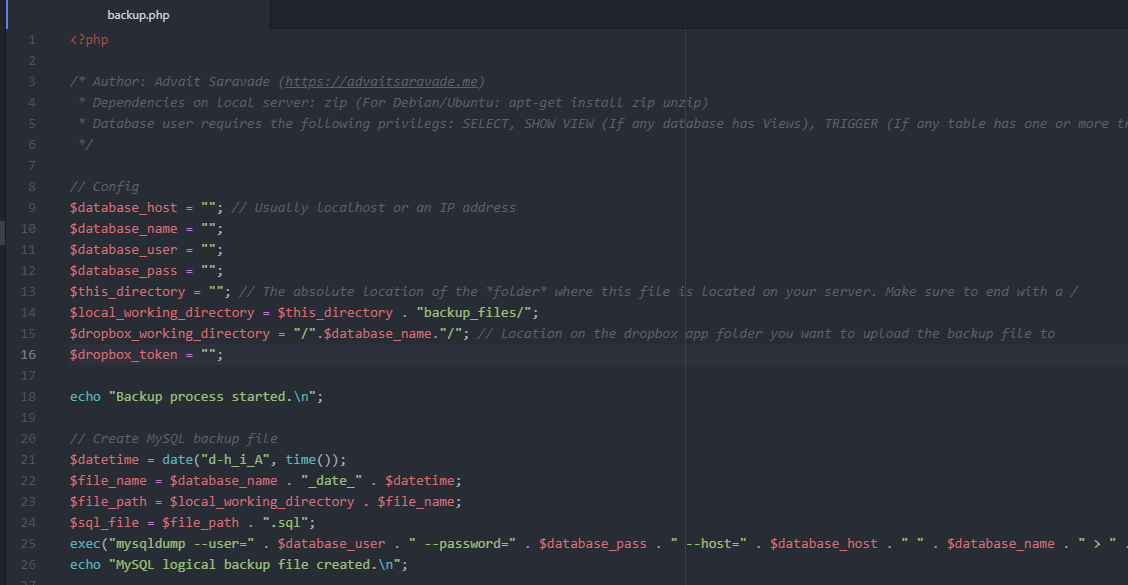 backup.php
1 <?php
2
3 /* Author: Advait Saravade (https://advaitsaravade.me)
4 * Dependencies on local server: zip (For Debian/Ubuntu: apt-get install zip unzip)
5 * Database user requires the following privilegs: SELECT, SHOW VIEW (If any database has Views), TRIGGER (If any table has one or more
6 */
7
8 // Config
9 $database_host = ""; // Usually localhost or an IP address
10 $database_name = "";
11 $database_user = "";
12 $database_pass = "";
13 $this_directory = ""; // The absolute location of the *folder* where this file is located on your server. Make sure to end with a /
14 $local_working_directory = $this_directory . "backup_files/";
15 $dropbox_working_directory = "/".$database_name."/"; // Location on the dropbox app folder you want to upload the backup file to
16 $dropbox_token = "";
17
18 echo "Backup process started.\n";
19
20 // Create MySQL backup file
21 $datetime = date("d-h_i_A", time());
22 $file_name = $database_name . "_date_" . $datetime;
23 $file_path = $local_working_directory . $file_name;
24 $sql_file = $file_path . ".sql";
25 exec("mysqldump --user=" . $database_user . " --password=" . $database_pass . " --host=" . $database_host . " " . $database_name . " > " .
26 echo "MySQL logical backup file created.\n";